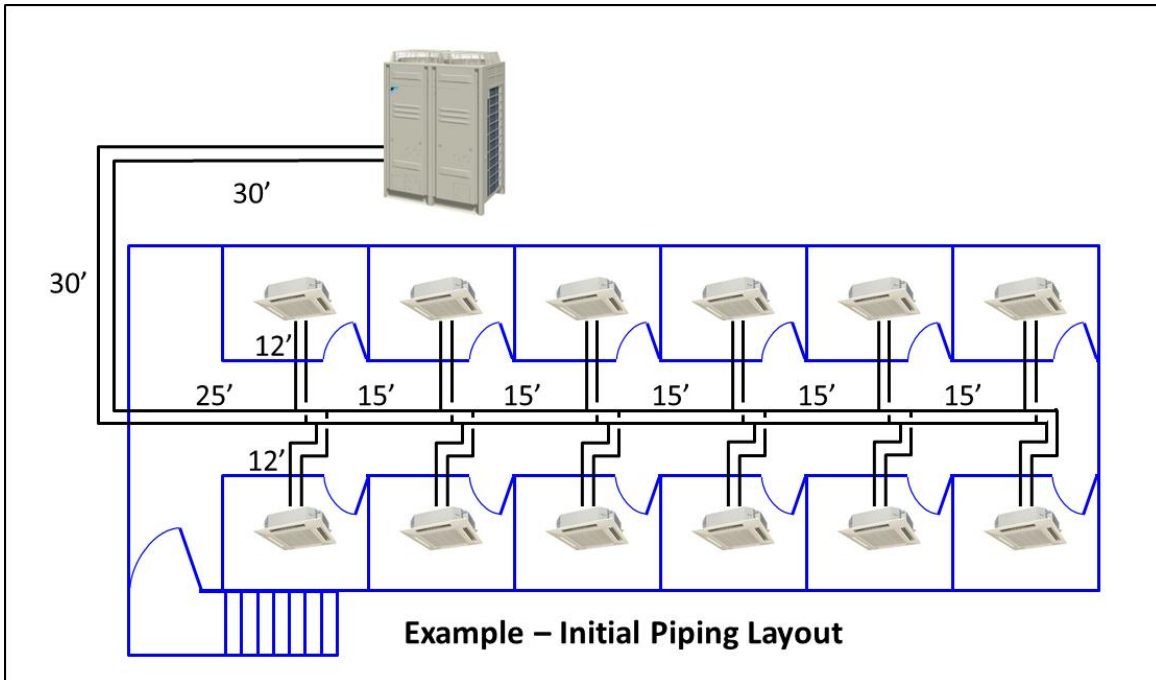 30’
30’
12’
25’ 15’ 15’ 15’ 15’ 15’
12’
Example – Initial Piping Layout